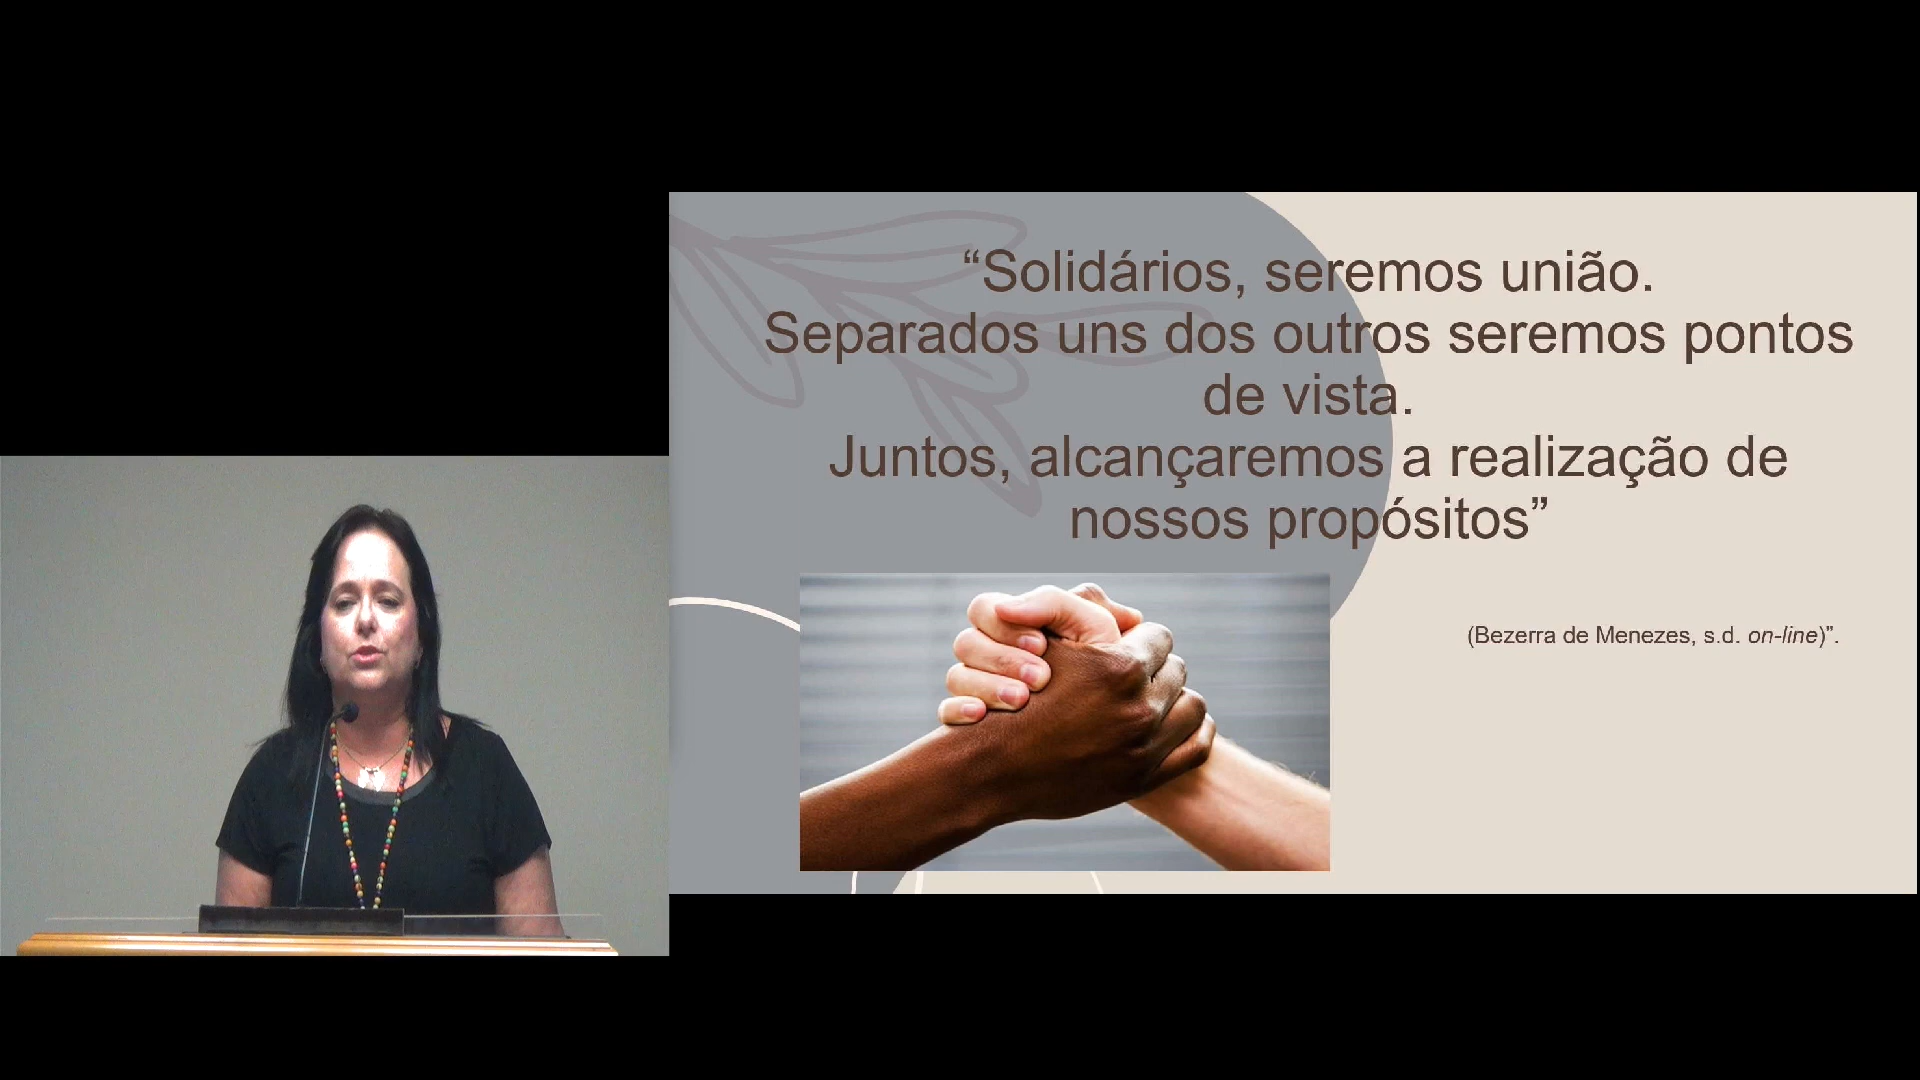 “Solidários, seremos união.
Separados uns dos outros seremos pontos
de vista.
Juntos, alcançaremos a realização de
nossos propósitos”
(Bezerra de Menezes, s.d. on-line)”.